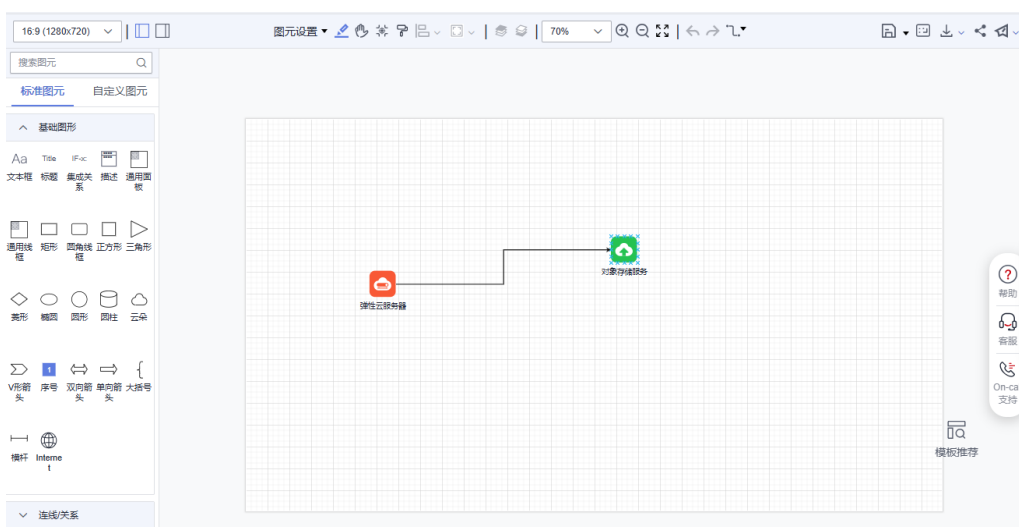 16:9 (1280x720)
图元设置
70%
搜索图元
标准图元
自定义图元
基础图形
Aa
Title
文本框
标题
集成关系
描述
通用面板
通用线框
矩形
圆角线框
正方形
三角形
菱形
椭圆
圆形
圆柱
云朵
1
V形箭头
序号
双向箭头
单向箭头
大括号
横杆
Internet
连线/关系
弹性云服务器
对象存储服务
模板推荐
帮助
客服
On-ca
支持